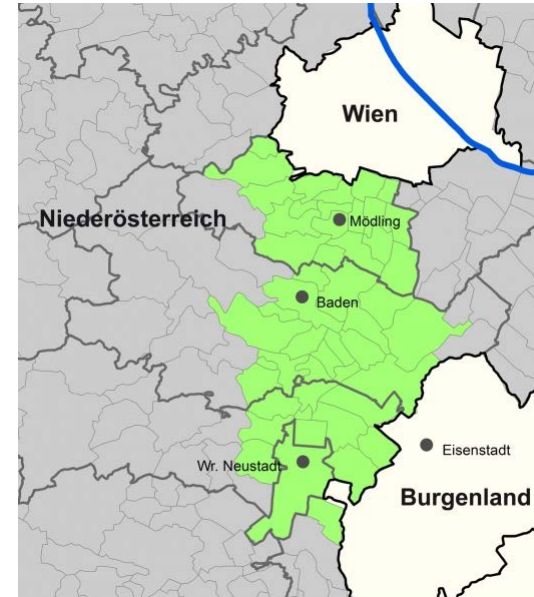 Wien
Niederösterreich
Mödling
Baden
Eisenstadt
Wr. Neustadt
Burgenland